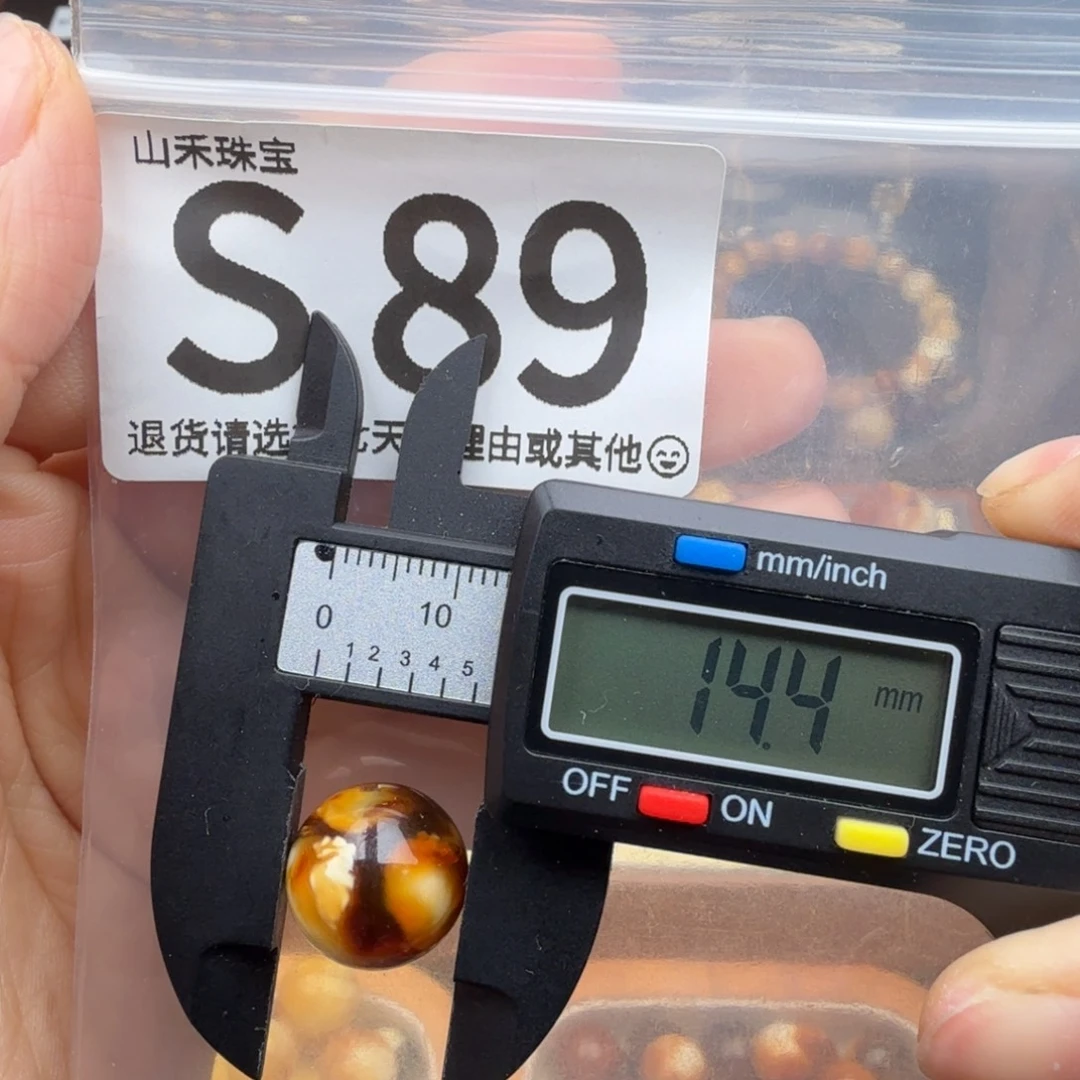 山禾珠宝
S 89
退货请选 天 理由或其他
mm/inch
0 10
1 2 3 4 5
14.4 mm
OFF ON
ZERO